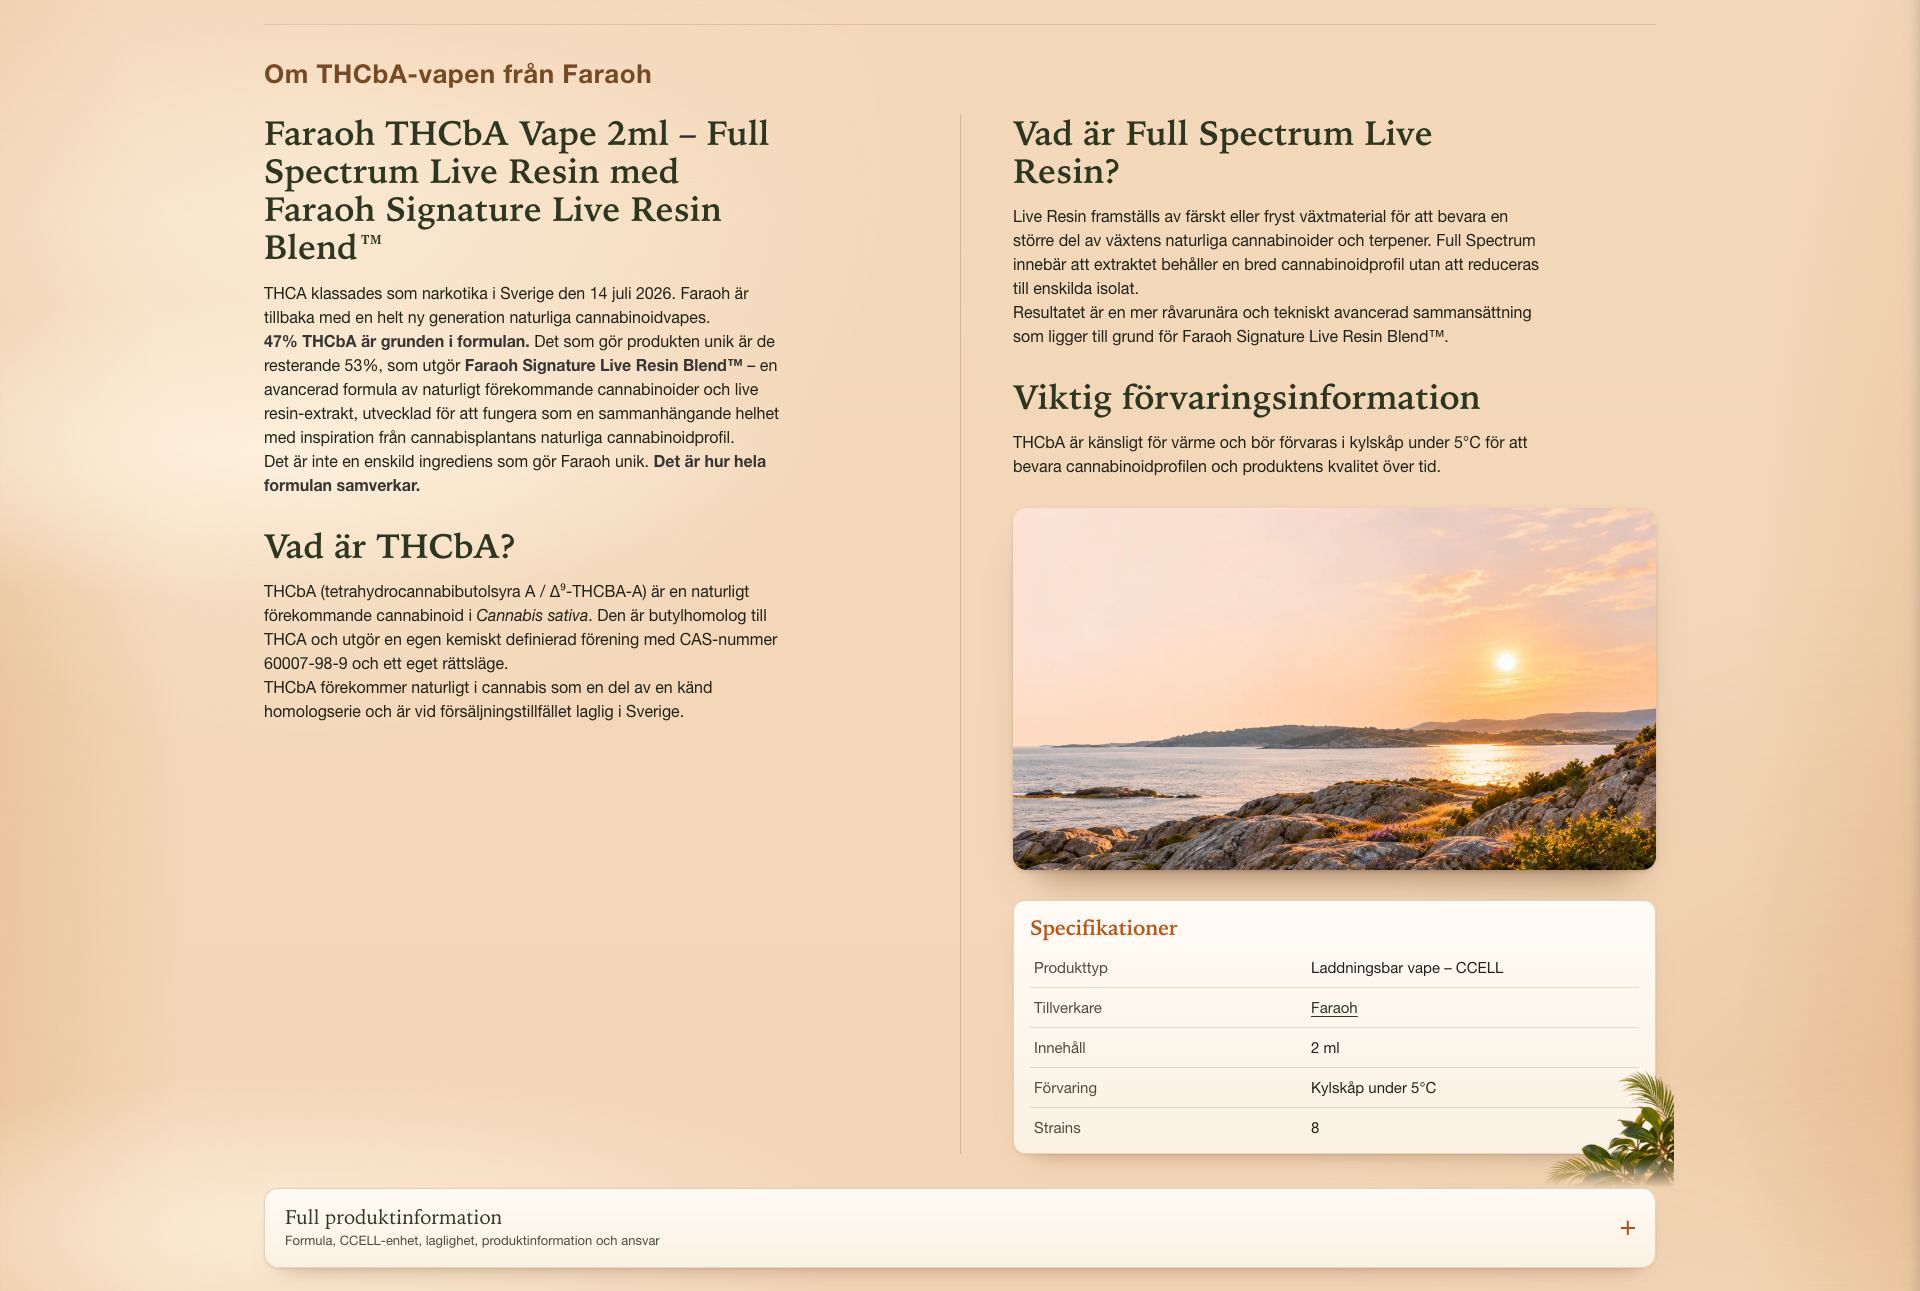 Om THCbA-vapen från Faraoh
Faraoh THCbA Vape 2ml – Full
Spectrum Live Resin med
Faraoh Signature Live Resin
Blend™
THCA klassades som narkotika i Sverige den 14 juli 2026. Faraoh är
tillbaka med en helt ny generation naturliga cannabinoidvapes.
47% THCbA är grunden i formulan. Det som gör produkten unik är de
resterande 53%, som utgör Faraoh Signature Live Resin Blend™ – en
avancerad formula av naturligt förekommande cannabinoider och live
resin-extrakt, utvecklad för att fungera som en sammanhängande helhet
med inspiration från cannabisplantans naturliga cannabinoidprofil.
Det är inte en enskild ingrediens som gör Faraoh unik. Det är hur hela
formulan samverkar.
Vad är THCbA?
THCbA (tetrahydrocannabibutolsyra A / Δ⁹-THCBA-A) är en naturligt
förekommande cannabinoid i Cannabis sativa. Den är butylhomolog till
THCA och utgör en egen kemiskt definierad förening med CAS-nummer
60007-98-9 och ett eget rättsläge.
THCbA förekommer naturligt i cannabis som en del av en känd
homologserie och är vid försäljningstillfället laglig i Sverige.
Vad är Full Spectrum Live
Resin?
Live Resin framställs av färskt eller fryst växtmaterial för att bevara en
större del av växtens naturliga cannabinoider och terpener. Full Spectrum
innebär att extraktet behåller en bred cannabinoidprofil utan att reduceras
till enskilda isolat.
Resultatet är en mer råvarunära och tekniskt avancerad sammansättning
som ligger till grund för Faraoh Signature Live Resin Blend™.
Viktig förvaringsinformation
THCbA är känsligt för värme och bör förvaras i kylskåp under 5°C för att
bevara cannabinoidprofilen och produktens kvalitet över tid.
Specifikationer
Produkttyp Laddningsbar vape – CCELL
Tillverkare Faraoh
Innehåll 2 ml
Förvaring Kylskåp under 5°C
Strains 8
Full produktinformation
Formula, CCELL-enhet, laglighet, produktinformation och ansvar
+